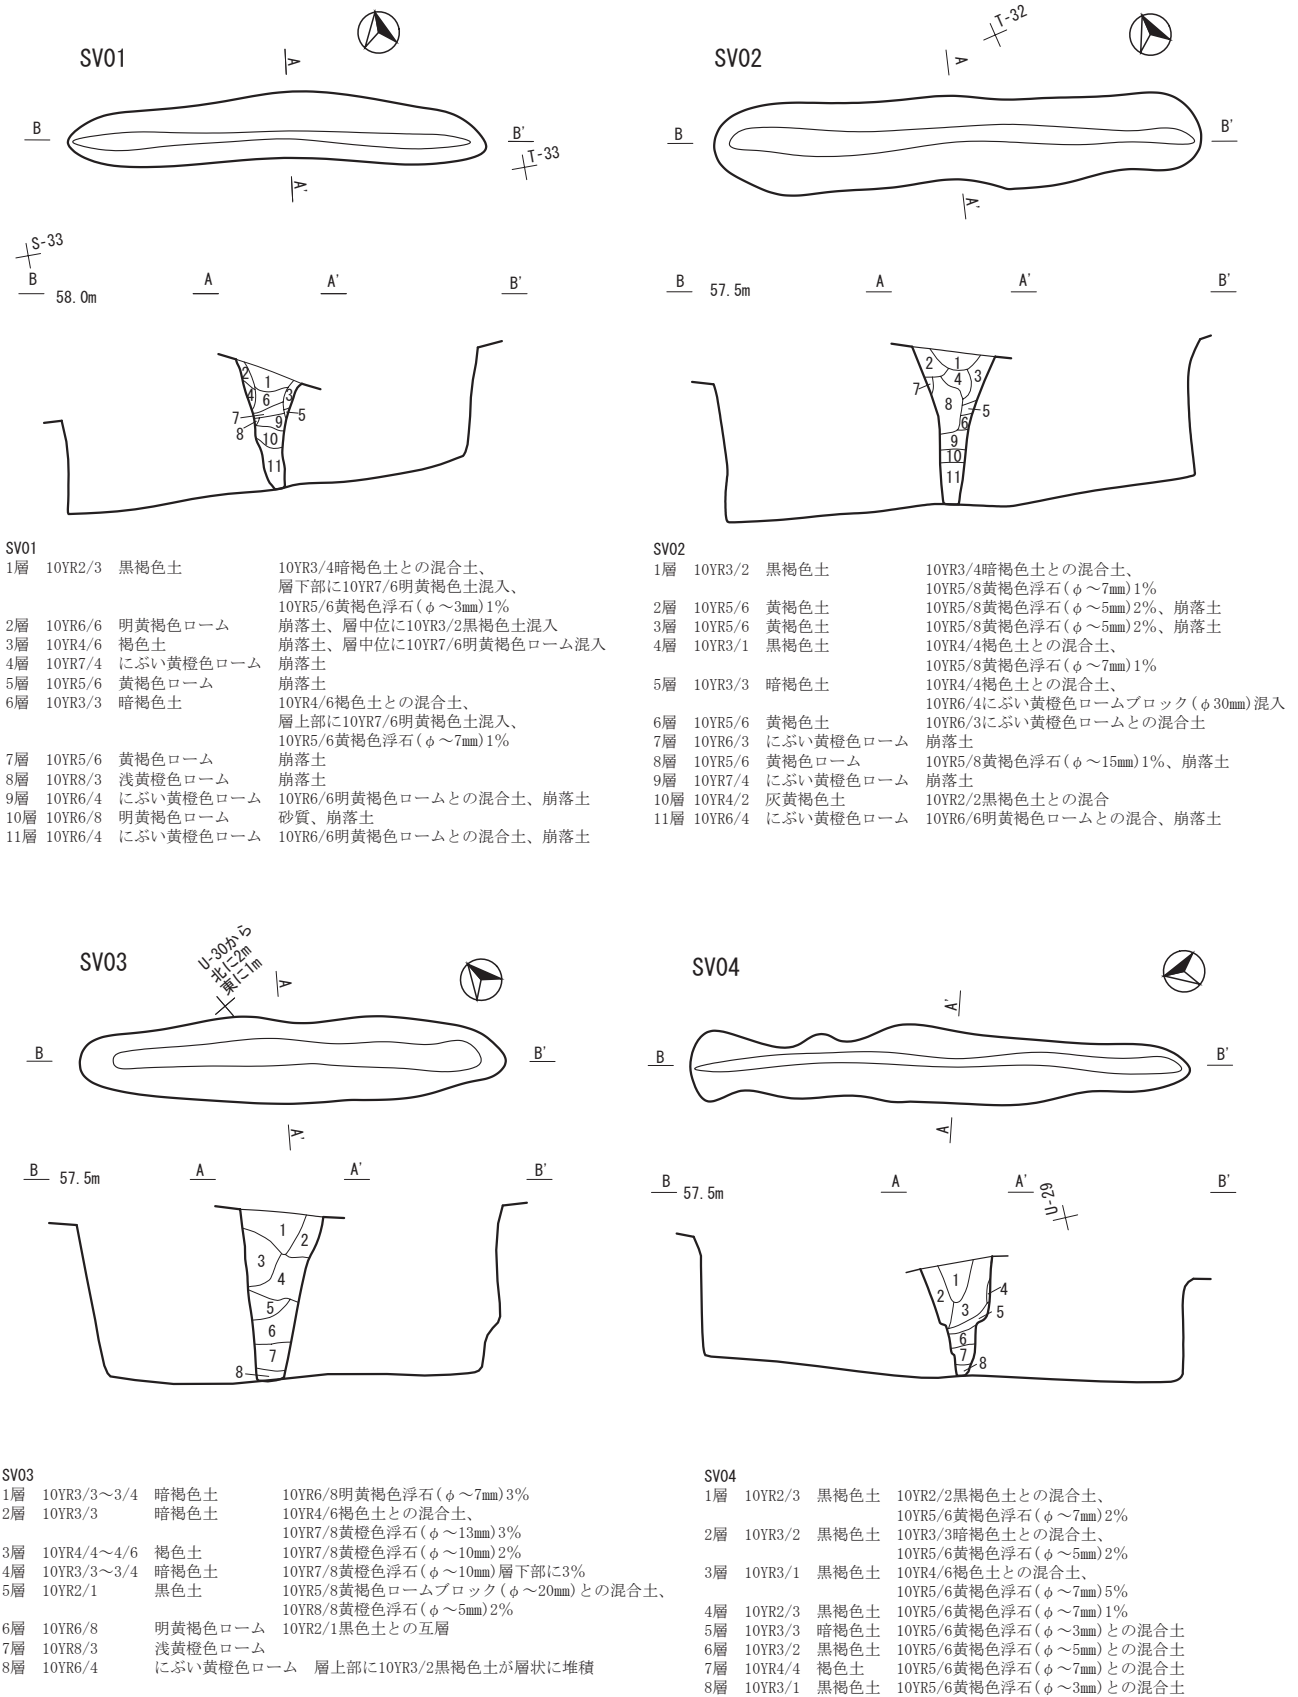 SV01
A
B
B'
T-33
A'
S-33
B
58.0m
A
A'
B'
1
2
3
4
5
6
7
8
9
10
11
SV02
T-32
A
B
B'
A'
B
57.5m
A
A'
B'
1
2
3
4
5
6
7
8
9
10
11
SV01
1層 10YR2/3 黒褐色土 10YR3/4暗褐色土との混合土、
層下部に10YR7/6明黄褐色土混入、
10YR5/6黄褐色浮石(φ～3㎜)1%
2層 10YR6/6 明黄褐色ローム 崩落土、層中位に10YR3/2黒褐色土混入
3層 10YR4/6 褐色土 崩落土、層中位に10YR7/6明黄褐色ローム混入
4層 10YR7/4 にぶい黄橙色ローム 崩落土
5層 10YR5/6 黄褐色ローム 崩落土
6層 10YR3/3 暗褐色土 10YR4/6褐色土との混合土、
層上部に10YR7/6明黄褐色土混入、
10YR5/6黄褐色浮石(φ～7㎜)1%
7層 10YR5/6 黄褐色ローム 崩落土
8層 10YR8/3 浅黄橙色ローム 崩落土
9層 10YR6/4 にぶい黄橙色ローム 10YR6/6明黄褐色ロームとの混合土、崩落土
10層 10YR6/8 明黄褐色ローム 砂質、崩落土
11層 10YR6/4 にぶい黄橙色ローム 10YR6/6明黄褐色ロームとの混合土、崩落土
SV02
1層 10YR3/2 黒褐色土 10YR3/4暗褐色土との混合土、
10YR5/8黄褐色浮石(φ～7㎜)1%
2層 10YR5/6 黄褐色土 10YR5/8黄褐色浮石(φ～5㎜)2%、崩落土
3層 10YR5/6 黄褐色土 10YR5/8黄褐色浮石(φ～5㎜)2%、崩落土
4層 10YR3/1 黒褐色土 10YR4/4褐色土との混合土、
10YR5/8黄褐色浮石(φ～7㎜)1%
5層 10YR3/3 暗褐色土 10YR4/4褐色土との混合土、
10YR6/4にぶい黄橙色ロームブロック(φ30㎜)混入
6層 10YR5/6 黄褐色土 10YR6/3にぶい黄橙色ロームとの混合土
7層 10YR6/3 にぶい黄橙色ローム 崩落土
8層 10YR5/6 黄褐色ローム 10YR5/8黄褐色浮石(φ～15㎜)1%、崩落土
9層 10YR7/4 にぶい黄橙色ローム 崩落土
10層 10YR4/2 灰黄褐色土 10YR2/2黒褐色土との混合
11層 10YR6/4 にぶい黄橙色ローム 10YR6/6明黄褐色ロームとの混合、崩落土
SV03
U-30から
北に2m
東に1m
A
B
B'
A'
B
57.5m
A
A'
B'
1
2
3
4
5
6
7
8
SV04
A'
B
B'
A
B
57.5m
A
A'
U-29
B'
1
2
3
4
5
6
7
8
SV03
1層 10YR3/3～3/4 暗褐色土 10YR6/8明黄褐色浮石(φ～7㎜)3%
2層 10YR3/3 暗褐色土 10YR4/6褐色土との混合土、
10YR7/8黄橙色浮石(φ～13㎜)3%
3層 10YR4/4～4/6 褐色土 10YR7/8黄橙色浮石(φ～10㎜)2%
4層 10YR3/3～3/4 暗褐色土 10YR7/8黄橙色浮石(φ～10㎜)層下部に3%
5層 10YR2/1 黒色土 10YR5/8黄褐色ロームブロック(φ～20㎜)との混合土、
10YR8/8黄橙色浮石(φ～5㎜)2%
6層 10YR6/8 明黄褐色ローム 10YR2/1黒色土との互層
7層 10YR8/3 浅黄橙色ローム
8層 10YR6/4 にぶい黄橙色ローム 層上部に10YR3/2黒褐色土が層状に堆積
SV04
1層 10YR2/3 黒褐色土 10YR2/2黒褐色土との混合土、
10YR5/6黄褐色浮石(φ～7㎜)2%
2層 10YR3/2 黒褐色土 10YR3/3暗褐色土との混合土、
10YR5/6黄褐色浮石(φ～5㎜)2%
3層 10YR3/1 黒褐色土 10YR4/6褐色土との混合土、
10YR5/6黄褐色浮石(φ～7㎜)5%
4層 10YR2/3 黒褐色土 10YR5/6黄褐色浮石(φ～7㎜)1%
5層 10YR3/3 暗褐色土 10YR5/6黄褐色浮石(φ～3㎜)との混合土
6層 10YR3/2 黒褐色土 10YR5/6黄褐色浮石(φ～5㎜)との混合土
7層 10YR4/4 褐色土 10YR5/6黄褐色浮石(φ～7㎜)との混合土
8層 10YR3/1 黒褐色土 10YR5/6黄褐色浮石(φ～3㎜)との混合土